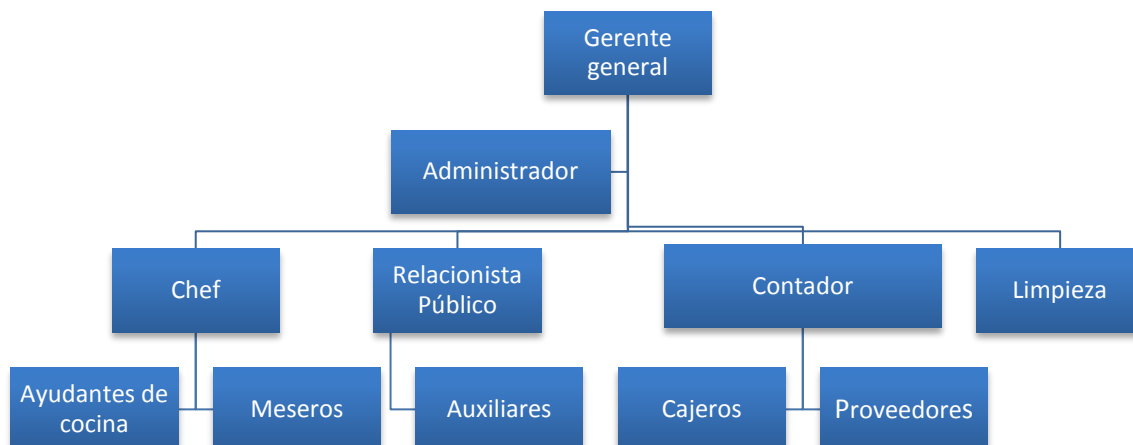 Gerente
general
Administrador
Chef
Relacionista
Público
Contador
Limpieza
Ayudantes de
cocina
Meseros
Auxiliares
Cajeros
Proveedores